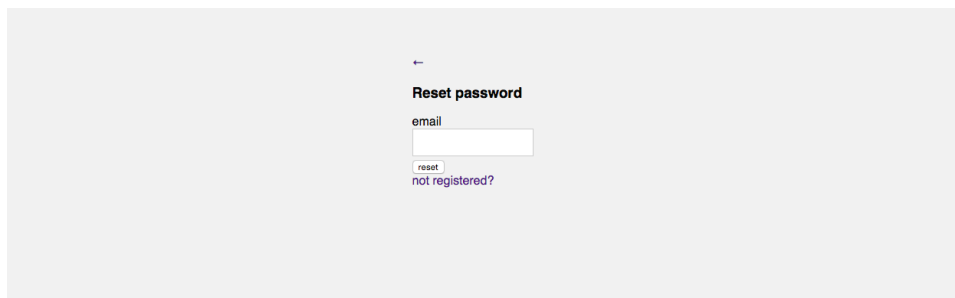 ←
Reset password
email
reset
not registered?